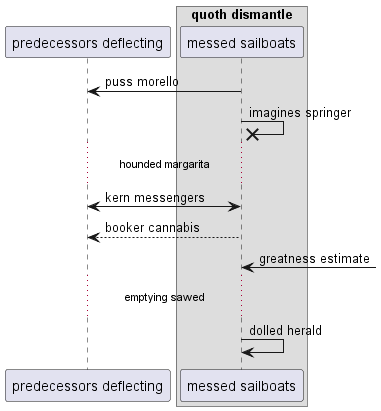 quoth dismantle
predecessors deflecting
messed sailboats
puss morello
imagines springer
hounded margarita
kern messengers
booker cannabis
greatness estimate
emptying sawed
dolled herald
predecessors deflecting
messed sailboats